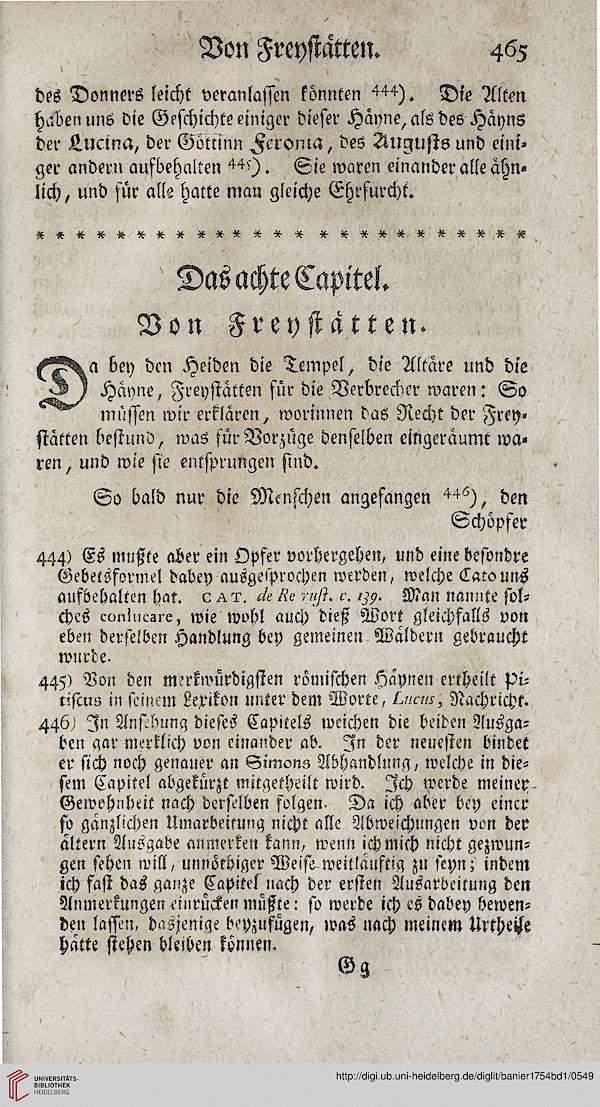 Von Freystätten. 465
des Donners leicht veranlassen könnten 444). Die Alten
haben uns die Geschichte einiger dieser Häyne, als des Häyns
der Lucina, der Göttinn Feronia, des Augusts und eini-
ger andern aufbehalten 445). Sie waren einander alle ähn-
lich, und für alle hatte man gleiche Ehrfurcht.
* * * * * * * * * * * * * * * * * * * * * * * * *
Das achte Capitel.
Von Freystätten.
Da bey den Heiden die Tempel, die Altäre und die
Häyne, Freystätten für die Verbrecher waren: So
müssen wir erklären, worinnen das Recht der Frey-
stätten bestund, was für Vorzüge denselben eingeräumt wa-
ren, und wie sie entsprungen sind.
So bald nur die Menschen angefangen 446), den
Schöpfer
444) Es mußte aber ein Opfer vorhergehen, und eine besondre
Gebetsformel dabey ausgesprochen werden, welche Cato uns
aufbehalten hat. CAT. de Re rust. c. 139. Man nannte sol-
ches conlucare, wie wohl auch dieß Wort gleichfalls von
eben derselben Handlung bey gemeinen Wäldern gebraucht
wurde.
445) Von den merkwürdigsten römischen Häynen ertheilt Pi-
tiscus in seinem Lexikon unter dem Worte, Lucus, Nachricht.
446) In Ansehung dieses Capitels weichen die beiden Ausga-
ben gar merklich von einander ab. In der neuesten bindet
er sich noch genauer an Simons Abhandlung, welche in die-
sem Capitel abgekürzt mitgetheilt wird. Ich werde meiner
Gewohnheit nach derselben folgen. Da ich aber bey einer
so gänzlichen Umarbeitung nicht alle Abweichungen von der
ältern Ausgabe anmerken kann, wenn ich mich nicht gezwun-
gen sehen will, unnöthiger Weise weitläuftig zu seyn; indem
ich fast das ganze Capitel nach der ersten Ausarbeitung den
Anmerkungen einrücken müßte: so werde ich es dabey bewen-
den lassen, dasjenige beyzufügen, was nach meinem Urtheile
hätte stehen bleiben können.
Gg
UNIVERSITÄTS-
BIBLIOTHEK
HEIDELBERG
http://digi.ub.uni-heidelberg.de/diglit/banier1754bd1/0549